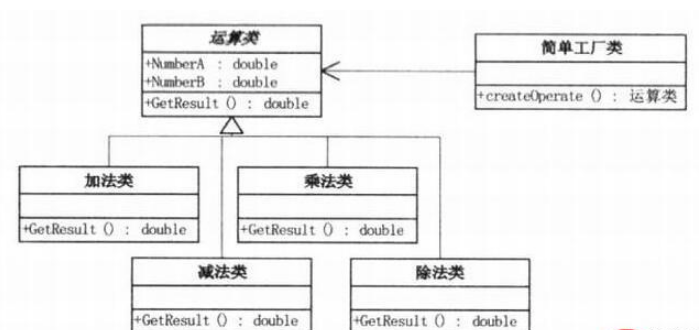 运算类
+NumberA : double
+NumberB : double
+GetResult () : double
简单工厂类
+createOperate () : 运算类
加法类
+GetResult () : double
乘法类
+GetResult () : double
减法类
+GetResult () : double
除法类
+GetResult () : double